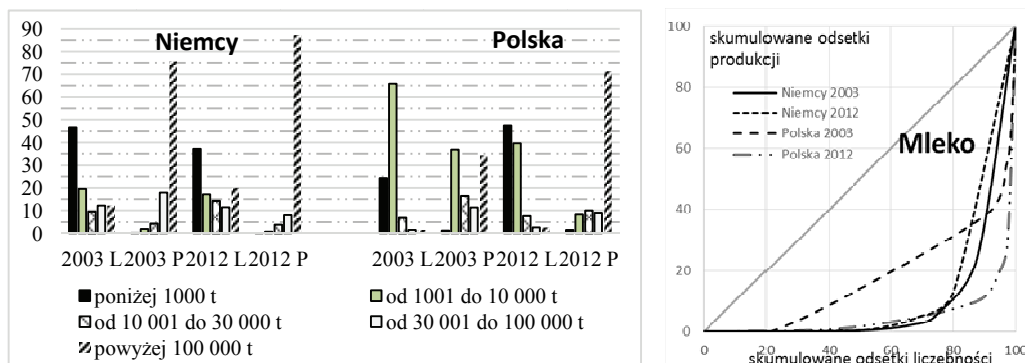 Niemcy
Polska
90
80
70
60
50
40
30
20
10
0
2003 L 2003 P 2012 L 2012 P
2003 L 2003 P 2012 L 2012 P
poniżej 1000 t
od 1001 do 10 000 t
od 10 001 do 30 000 t
od 30 001 do 100 000 t
powyżej 100 000 t
skumulowane odsetki
produkcji
Niemcy 2003
Niemcy 2012
Polska 2003
Polska 2012
Mleko
100
80
60
40
20
0
0 20 40 60 80 100
skumulowane odsetki liczebności